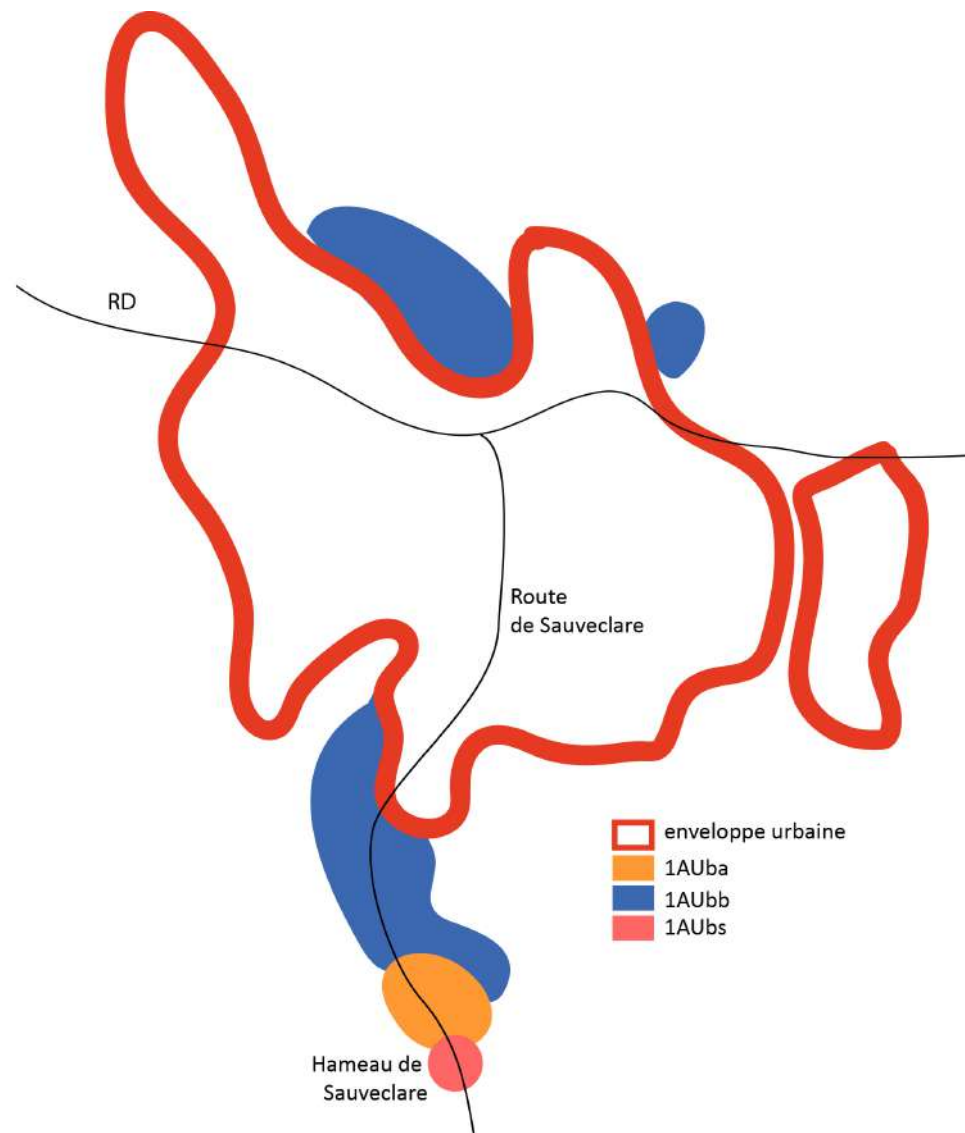 RD
Route
de Sauveclare
enveloppe urbaine
1AUba
1AUbb
1AUbs
Hameau de
Sauveclare